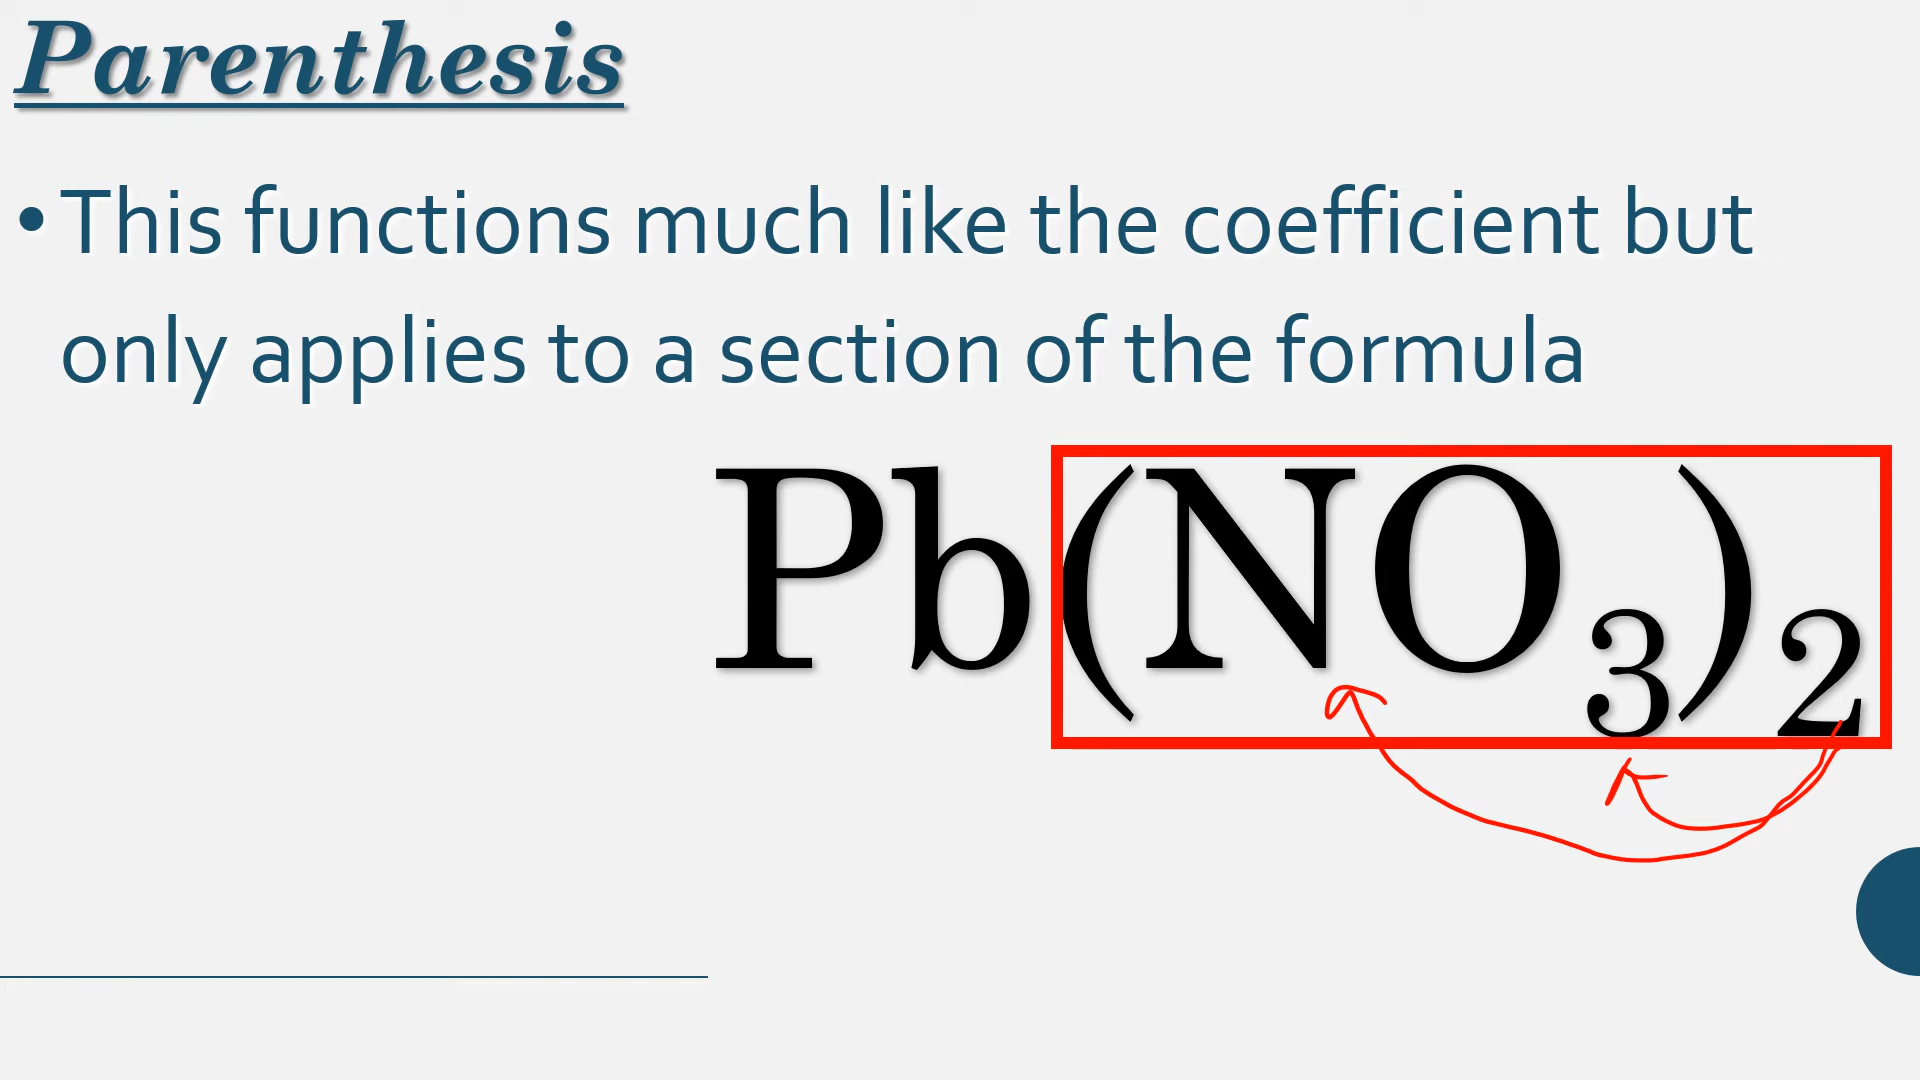 Parenthesis
• This functions much like the coefficient but
only applies to a section of the formula
Pb(NO₃)₂